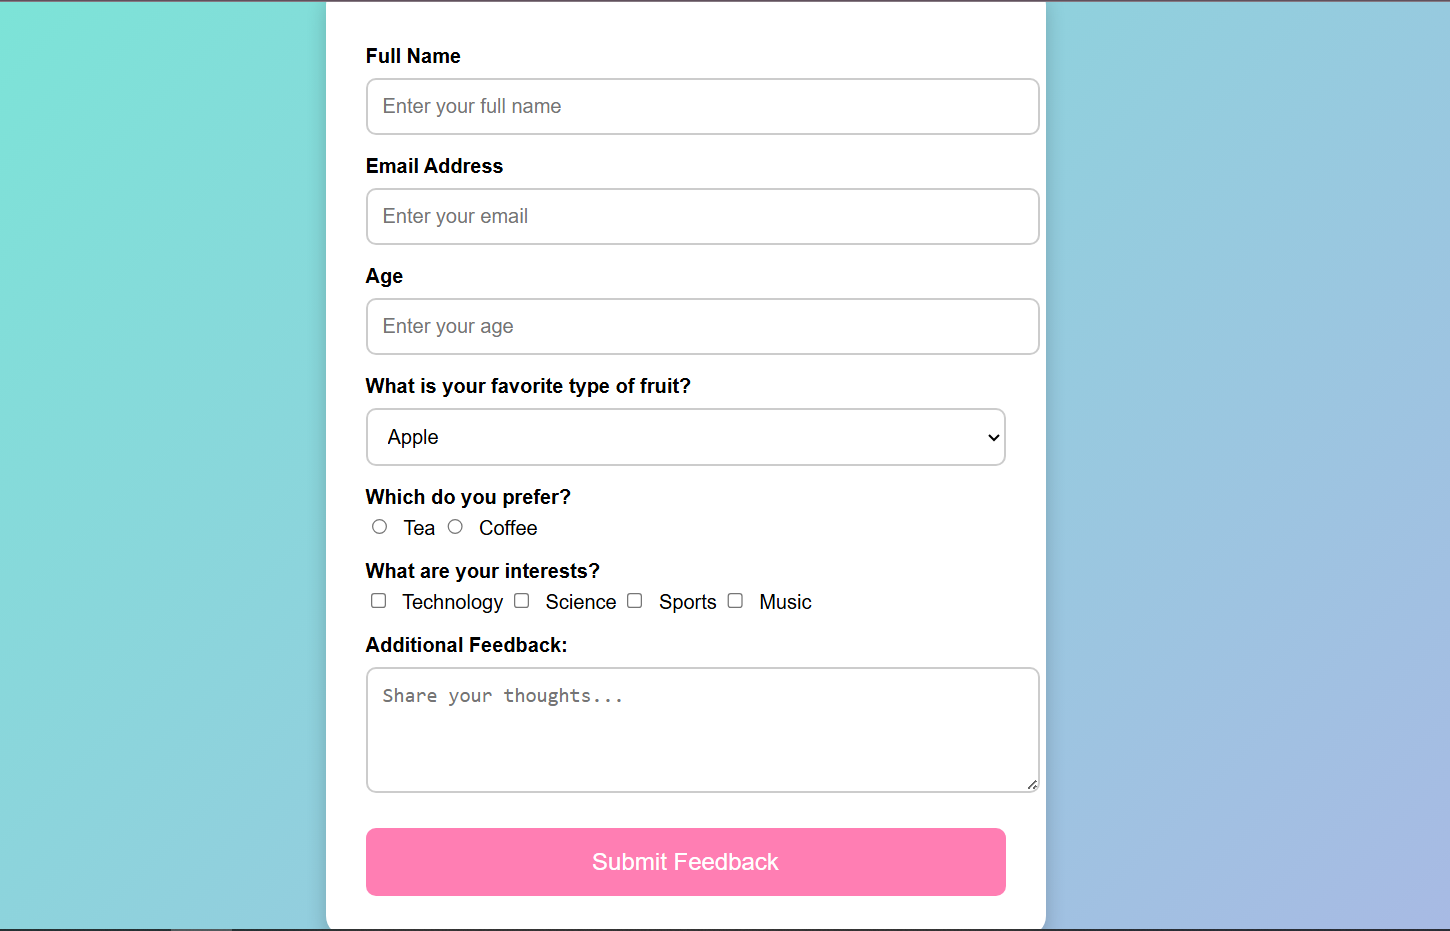 Full Name
Enter your full name
Email Address
Enter your email
Age
Enter your age
What is your favorite type of fruit?
Apple
Which do you prefer?
Tea Coffee
What are your interests?
Technology Science Sports Music
Additional Feedback:
Share your thoughts...
Submit Feedback